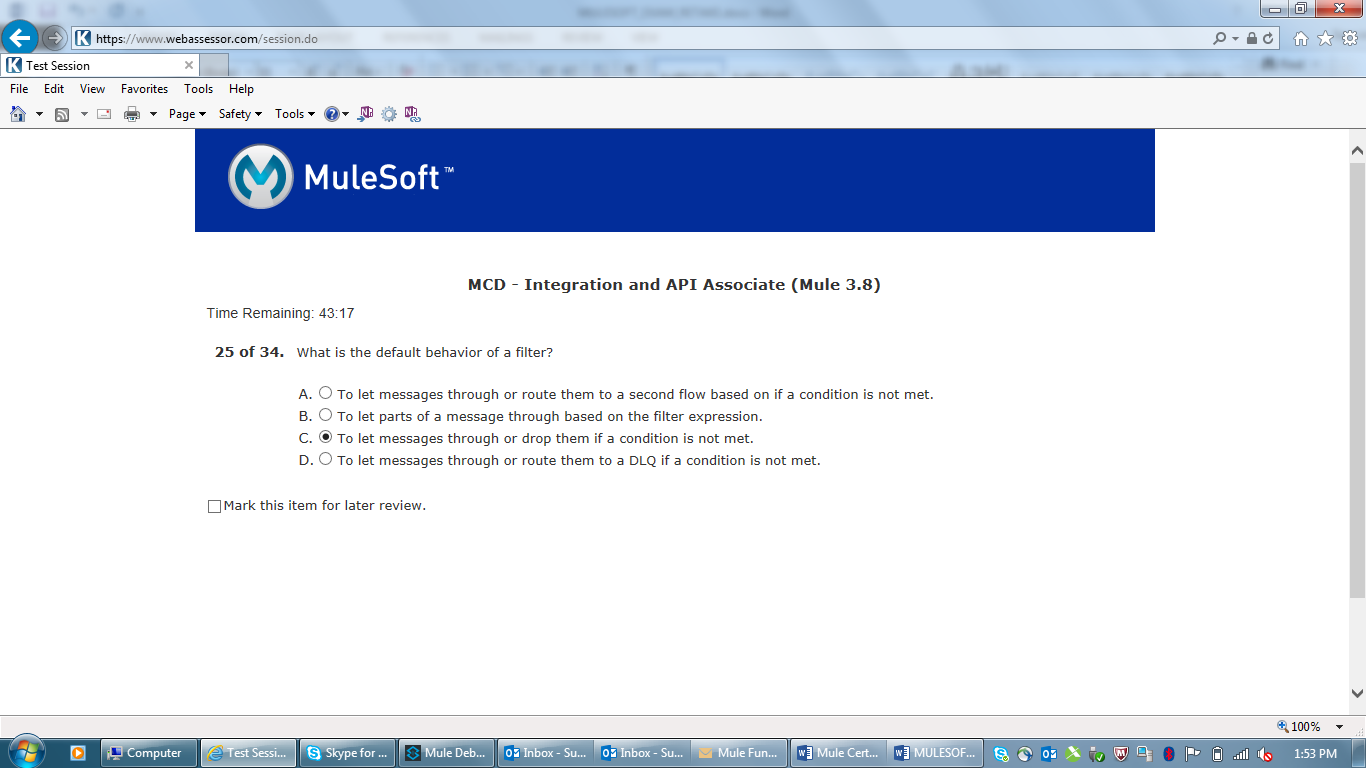 https://www.webassessor.com/session.do
Test Session
File Edit View Favorites Tools Help
Page Safety Tools
MuleSoft™
MCD - Integration and API Associate (Mule 3.8)
Time Remaining: 43:17
25 of 34. What is the default behavior of a filter?
A. To let messages through or route them to a second flow based on if a condition is not met.
B. To let parts of a message through based on the filter expression.
C. To let messages through or drop them if a condition is not met.
D. To let messages through or route them to a DLQ if a condition is not met.
Mark this item for later review.
100%
Computer Test Sessi... Skype for ... Mule Deb... Inbox - Su... Inbox - Su... Mule Fun... Mule Cert... MULESOF... 1:53 PM